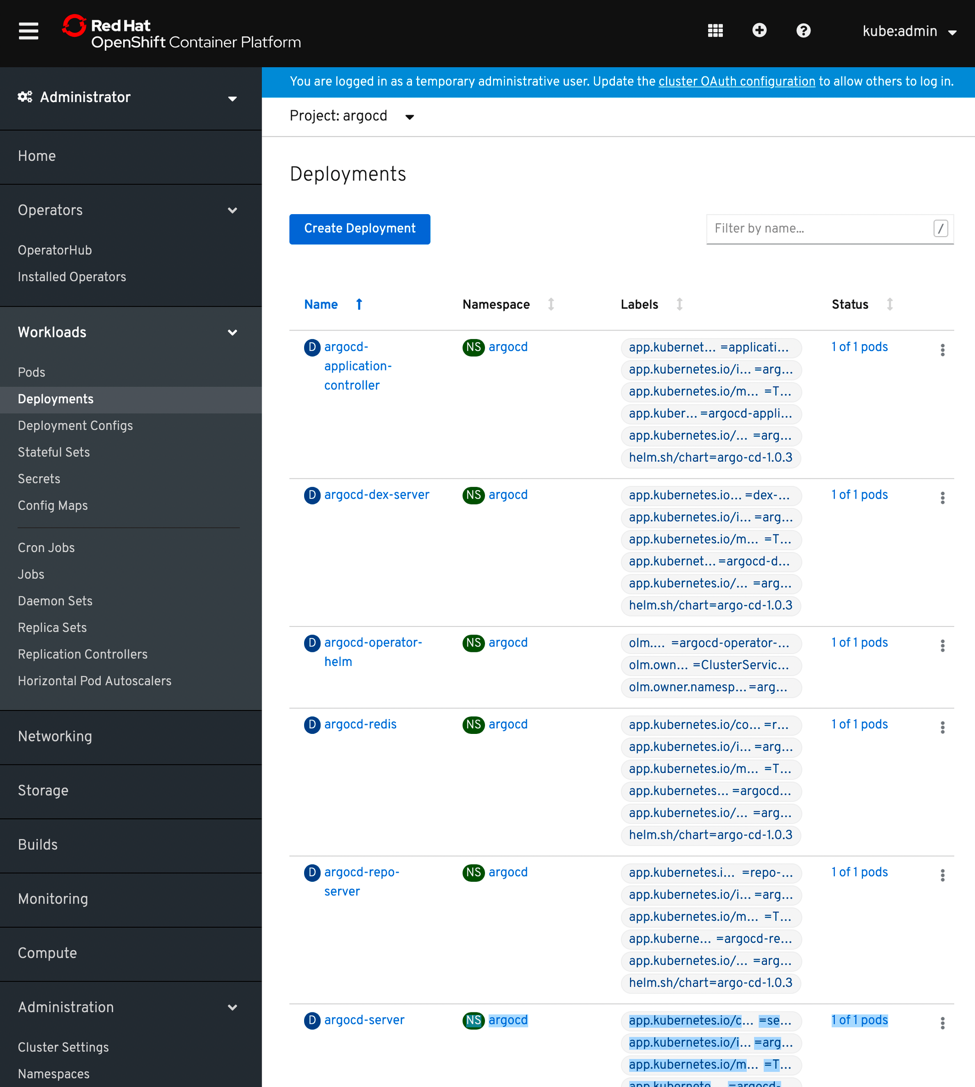 Red Hat
OpenShift Container Platform
kube:admin
Administrator
Home
Operators
OperatorHub
Installed Operators
Workloads
Pods
Deployments
Deployment Configs
Stateful Sets
Secrets
Config Maps
Cron Jobs
Jobs
Daemon Sets
Replica Sets
Replication Controllers
Horizontal Pod Autoscalers
Networking
Storage
Builds
Monitoring
Compute
Administration
Cluster Settings
Namespaces
You are logged in as a temporary administrative user. Update the cluster OAuth configuration to allow others to log in.
Project: argocd
Deployments
Create Deployment
Filter by name...
/
Name Namespace Labels Status
D argocd-
application-
controller
NS argocd
app.kubernet... =applicati...
app.kubernetes.io/i... =arg...
app.kubernetes.io/m... =T...
app.kuber... =argocd-appli...
app.kubernetes.io/... =arg...
helm.sh/chart=argo-cd-1.0.3
1 of 1 pods
D argocd-dex-server
NS argocd
app.kubernetes.io... =dex-...
app.kubernetes.io/i... =arg...
app.kubernetes.io/m... =T...
app.kubernet... =argocd-d...
app.kubernetes.io/... =arg...
helm.sh/chart=argo-cd-1.0.3
1 of 1 pods
D argocd-operator-
helm
NS argocd
olm.... =argocd-operator-...
olm.own... =ClusterServic...
olm.owner.namesp... =arg...
1 of 1 pods
D argocd-redis
NS argocd
app.kubernetes.io/co... =r...
app.kubernetes.io/i... =arg...
app.kubernetes.io/m... =T...
app.kubernetes... =argocd...
app.kubernetes.io/... =arg...
helm.sh/chart=argo-cd-1.0.3
1 of 1 pods
D argocd-repo-
server
NS argocd
app.kubernetes.i... =repo-...
app.kubernetes.io/i... =arg...
app.kubernetes.io/m... =T...
app.kuberne... =argocd-re...
app.kubernetes.io/... =arg...
helm.sh/chart=argo-cd-1.0.3
1 of 1 pods
D argocd-server
NS argocd
app.kubernetes.io/c... =se...
app.kubernetes.io/i... =arg...
app.kubernetes.io/m... =T...
app.kubernete... =argocd-
1 of 1 pods